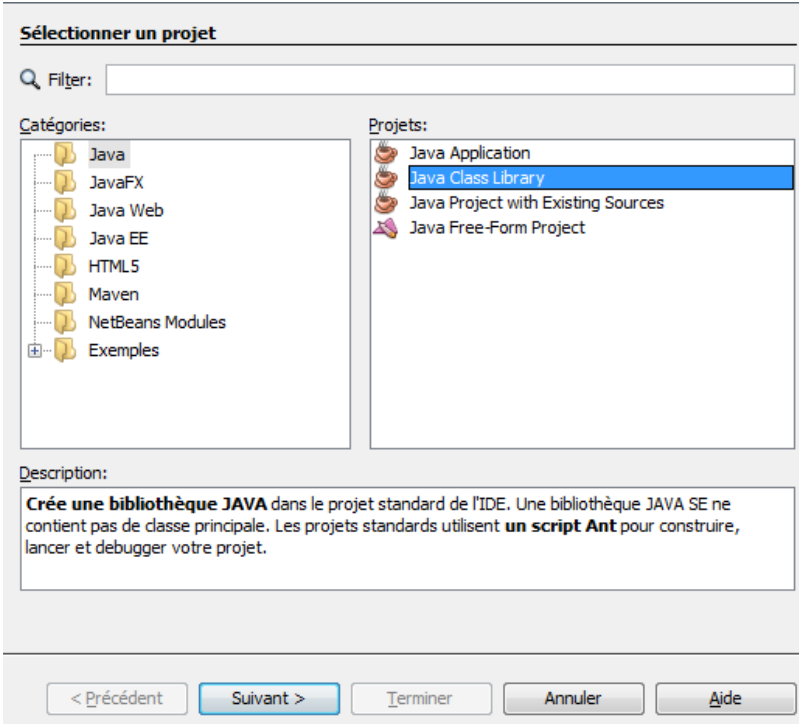 Sélectionner un projet
Filter:
Catégories:
Java
JavaFX
Java Web
Java EE
HTML5
Maven
NetBeans Modules
Exemples
Projets:
Java Application
Java Class Library
Java Project with Existing Sources
Java Free-Form Project
Description:
Crée une bibliothèque JAVA dans le projet standard de l'IDE. Une bibliothèque JAVA SE ne
contient pas de classe principale. Les projets standards utilisent un script Ant pour construire,
lancer et debugger votre projet.
< Précédent
Suivant >
Terminer
Annuler
Aide